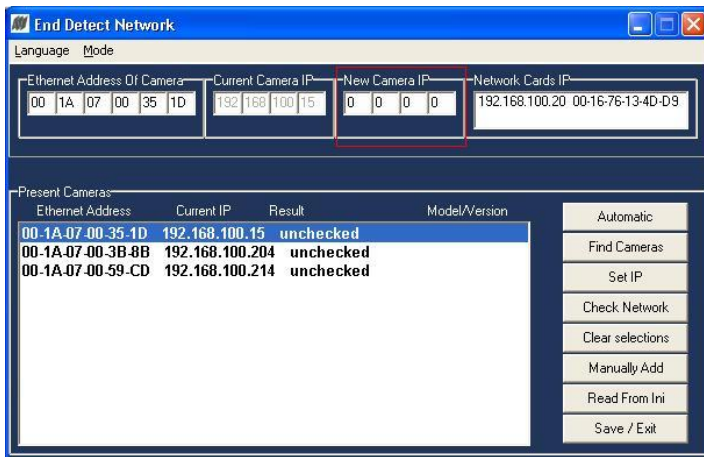 End Detect Network
Language Mode
Ethernet Address Of Camera Current Camera IP New Camera IP Network Cards IP
00 1A 07 00 35 1D 192 168 100 15 0 0 0 0 192.168.100.20 00-16-76-13-4D-D9
Present Cameras
Ethernet Address Current IP Result Model/Version
00-1A-07-00-35-1D 192.168.100.15 unchecked
00-1A-07-00-3B-8B 192.168.100.204 unchecked
00-1A-07-00-59-CD 192.168.100.214 unchecked
Automatic
Find Cameras
Set IP
Check Network
Clear selections
Manually Add
Read From Ini
Save / Exit